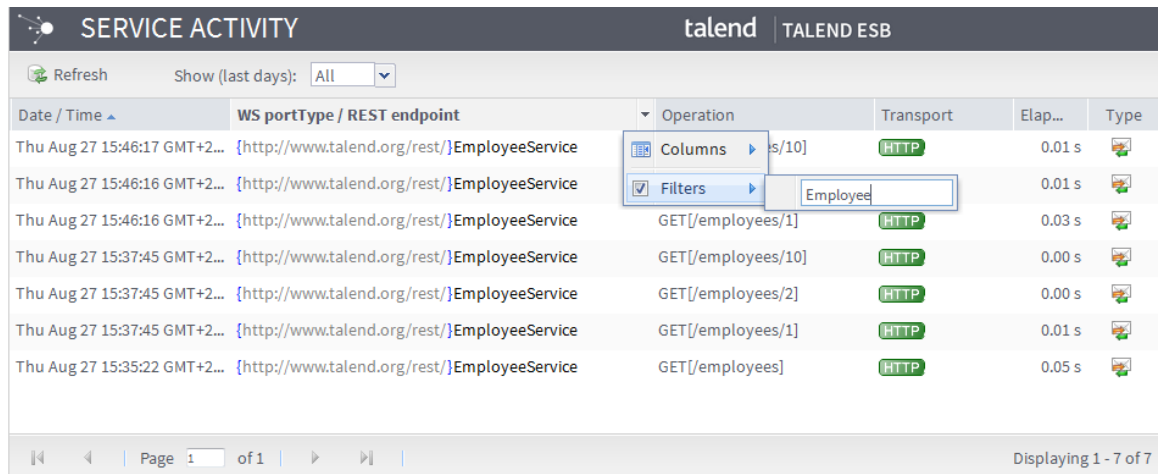 SERVICE ACTIVITY talend TALEND ESB
Refresh Show (last days): All
Date / Time WS portType / REST endpoint Operation Transport Elap... Type
Thu Aug 27 15:46:17 GMT+2... {http://www.talend.org/rest/}EmployeeService Columns s/10] HTTP 0.01 s
Thu Aug 27 15:46:16 GMT+2... {http://www.talend.org/rest/}EmployeeService Filters Employee 0.01 s
Thu Aug 27 15:46:16 GMT+2... {http://www.talend.org/rest/}EmployeeService GET[/employees/1] HTTP 0.03 s
Thu Aug 27 15:37:45 GMT+2... {http://www.talend.org/rest/}EmployeeService GET[/employees/10] HTTP 0.00 s
Thu Aug 27 15:37:45 GMT+2... {http://www.talend.org/rest/}EmployeeService GET[/employees/2] HTTP 0.00 s
Thu Aug 27 15:37:45 GMT+2... {http://www.talend.org/rest/}EmployeeService GET[/employees/1] HTTP 0.01 s
Thu Aug 27 15:35:22 GMT+2... {http://www.talend.org/rest/}EmployeeService GET[/employees] HTTP 0.05 s
Page 1 of 1 Displaying 1 - 7 of 7